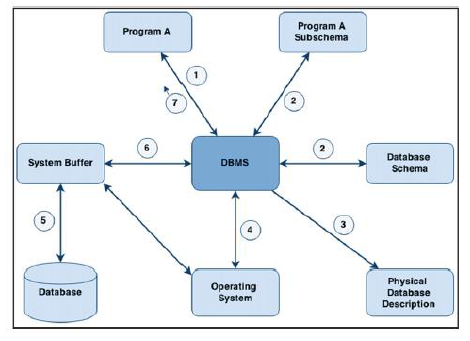 Program A
Program A
Subschema
1
7
2
6
2
System Buffer
DBMS
Database
Schema
5
4
3
Database
Operating
System
Physical
Database
Description